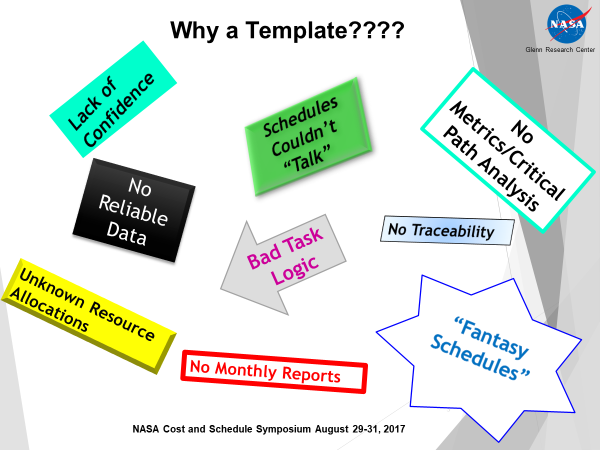 Why a Template????
NASA
Glenn Research Center
Lack of
Confidence
Schedules
Couldn't
“Talk”
No
Metrics/Critical
Path Analysis
No
Reliable
Data
No Traceability
Bad Task
Logic
Unknown Resource
Allocations
“Fantasy
Schedules”
No Monthly Reports
NASA Cost and Schedule Symposium August 29-31, 2017